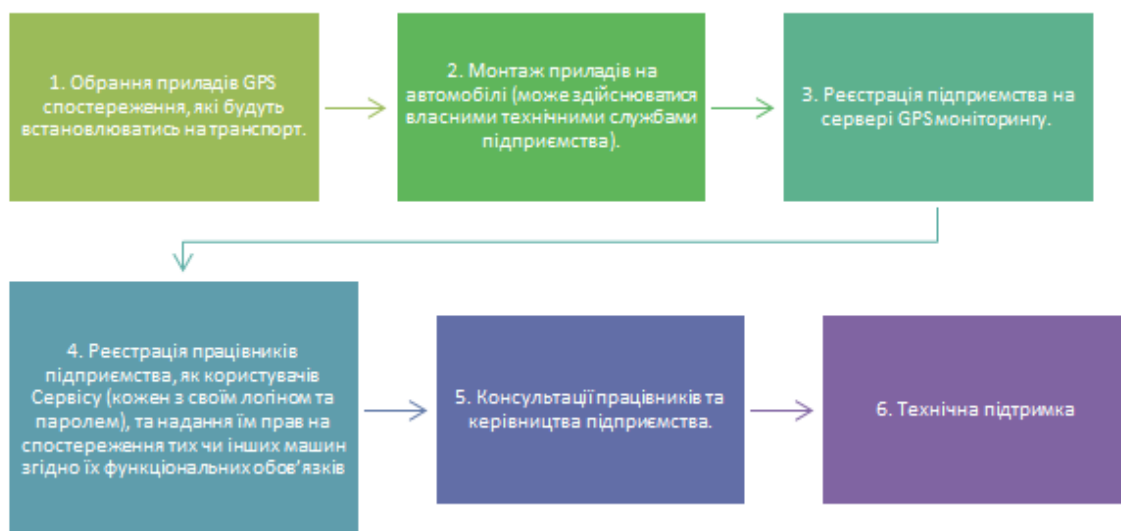 1. Обрання приладів GPS
спостереження, які будуть
встановлюватись на транспорт.
2. Монтаж приладів на
автомобілі (може здійснюватися
власними технічними службами
підприємства).
3. Реєстрація підприємства на
сервері GPS моніторингу.
4. Реєстрація працівників
підприємства, як користувачів
Сервісу (кожен з своїм логіном та
паролем), та надання їм прав на
спостереження тих чи інших машин
згідно їх функціональних обов’язків
5. Консультації працівників та
керівництва підприємства.
6. Технічна підтримка